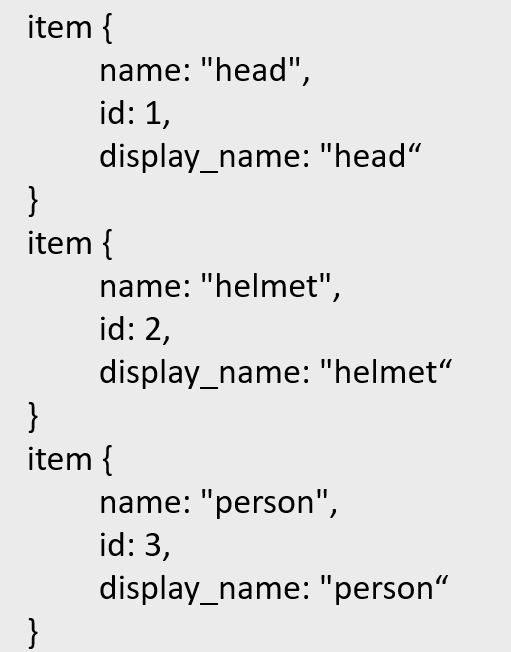 item {
name: "head",
id: 1,
display_name: "head“
}
item {
name: "helmet",
id: 2,
display_name: "helmet“
}
item {
name: "person",
id: 3,
display_name: "person“
}